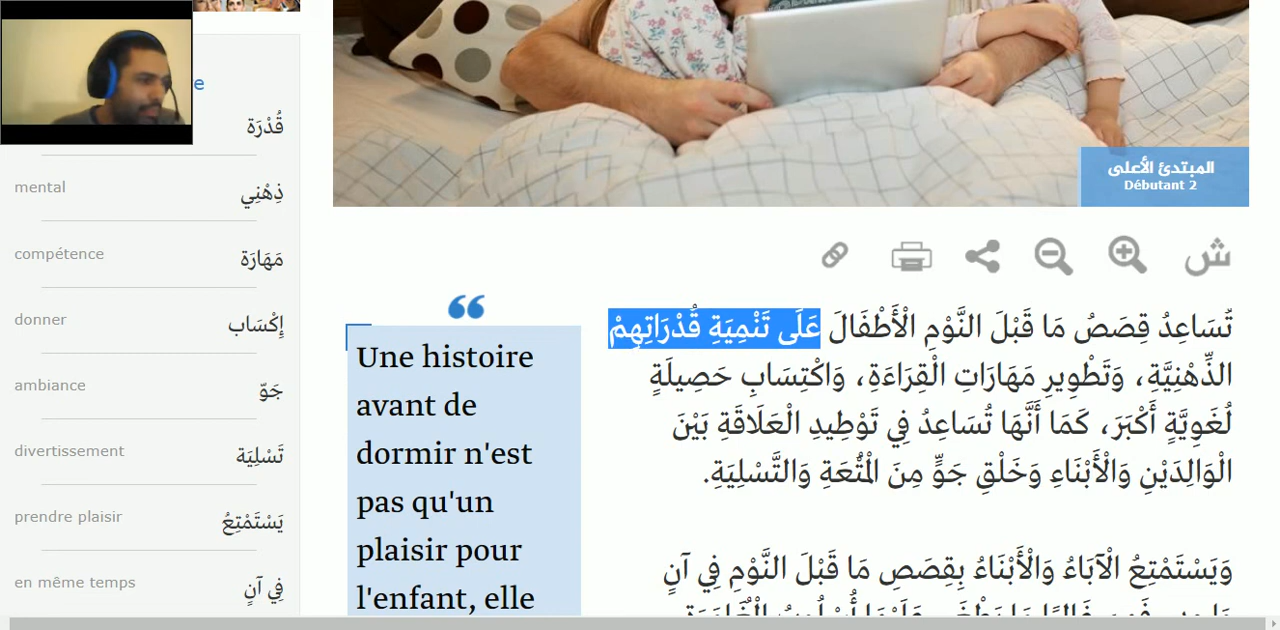 e
قُدْرَة
mental
ذِهْنِي
compétence
مَهَارَة
donner
إِكْسَاب
ambiance
جَوّ
divertissement
تَسْلِيَة
prendre plaisir
يَسْتَمْتِعُ
en même temps
فِي آنٍ
المبتدئ الأعلى
Débutant 2
ش
“
Une histoire
avant de
dormir n'est
pas qu'un
plaisir pour
l'enfant, elle
تُسَاعِدُ قِصَصُ مَا قَبْلَ النَّوْمِ الْأَطْفَالَ عَلَى تَنْمِيَةِ قُدْرَاتِهِمْ
الذِّهْنِيَّةِ، وَتَطْوِيرِ مَهَارَاتِ الْقِرَاءَةِ، وَاكْتِسَابِ حَصِيلَةٍ
لُغَوِيَّةٍ أَكْبَرَ، كَمَا أَنَّهَا تُسَاعِدُ فِي تَوْطِيدِ الْعَلَاقَةِ بَيْنَ
الْوَالِدَيْنِ وَالْأَبْنَاءِ وَخَلْقِ جَوٍّ مِنَ الْمُتْعَةِ وَالتَّسْلِيَةِ.
وَيَسْتَمْتِعُ الْآبَاءُ وَالْأَبْنَاءُ بِقِصَصِ مَا قَبْلَ النَّوْمِ فِي آنٍ